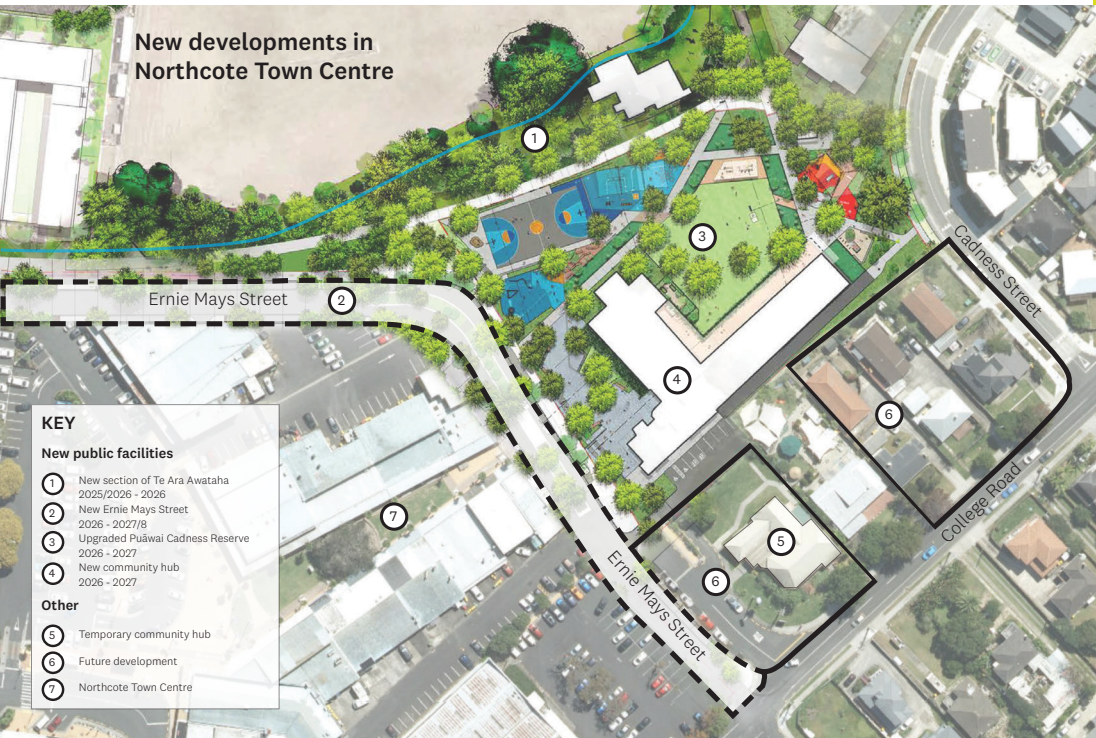 New developments in
Northcote Town Centre
1
Ernie Mays Street
2
3
4
Cadness Street
6
College Road
5
6
Ernie Mays Street
7
KEY
New public facilities
1 New section of Te Ara Awataha
2025/2026 - 2026
2 New Ernie Mays Street
2026 - 2027/8
3 Upgraded Puāwai Cadness Reserve
2026 - 2027
4 New community hub
2026 - 2027
Other
5 Temporary community hub
6 Future development
7 Northcote Town Centre